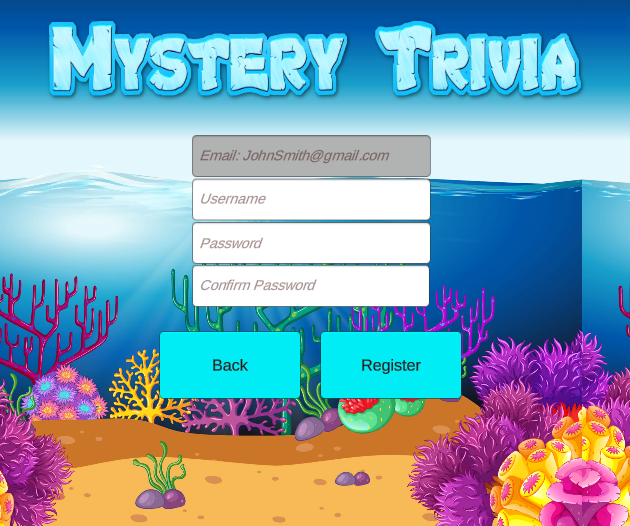 Mystery Trivia
Email: JohnSmith@gmail.com
Username
Password
Confirm Password
Back
Register